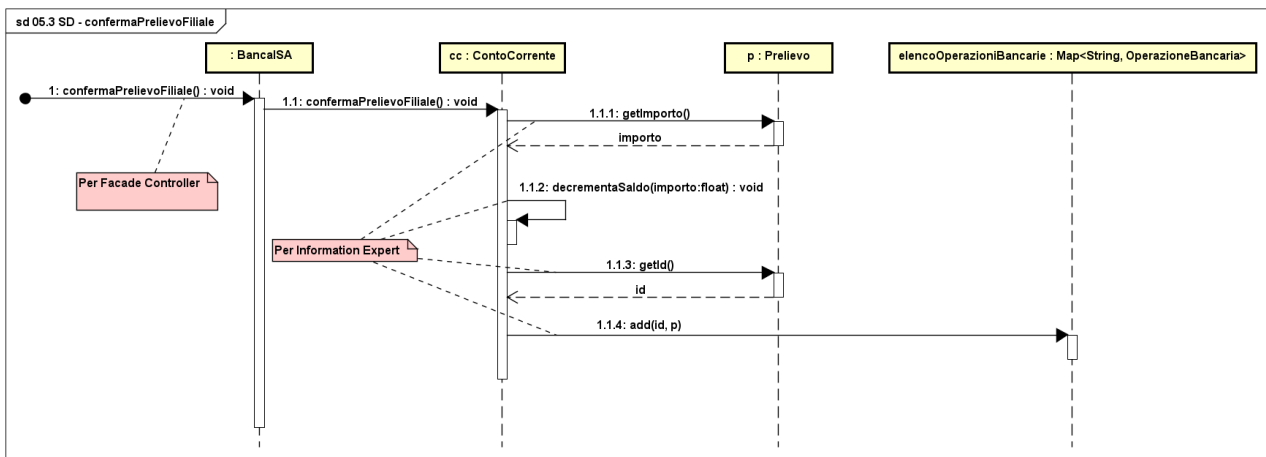 sd 05.3 SD - confermaPrelievoFiliale
: BancaISA
cc : ContoCorrente
p : Prelievo
elencoOperazioniBancarie : Map<String, OperazioneBancaria>
1: confermaPrelievoFiliale() : void
1.1: confermaPrelievoFiliale() : void
1.1.1: getImporto()
importo
Per Facade Controller
1.1.2: decrementaSaldo(importo:float) : void
Per Information Expert
1.1.3: getId()
id
1.1.4: add(id, p)